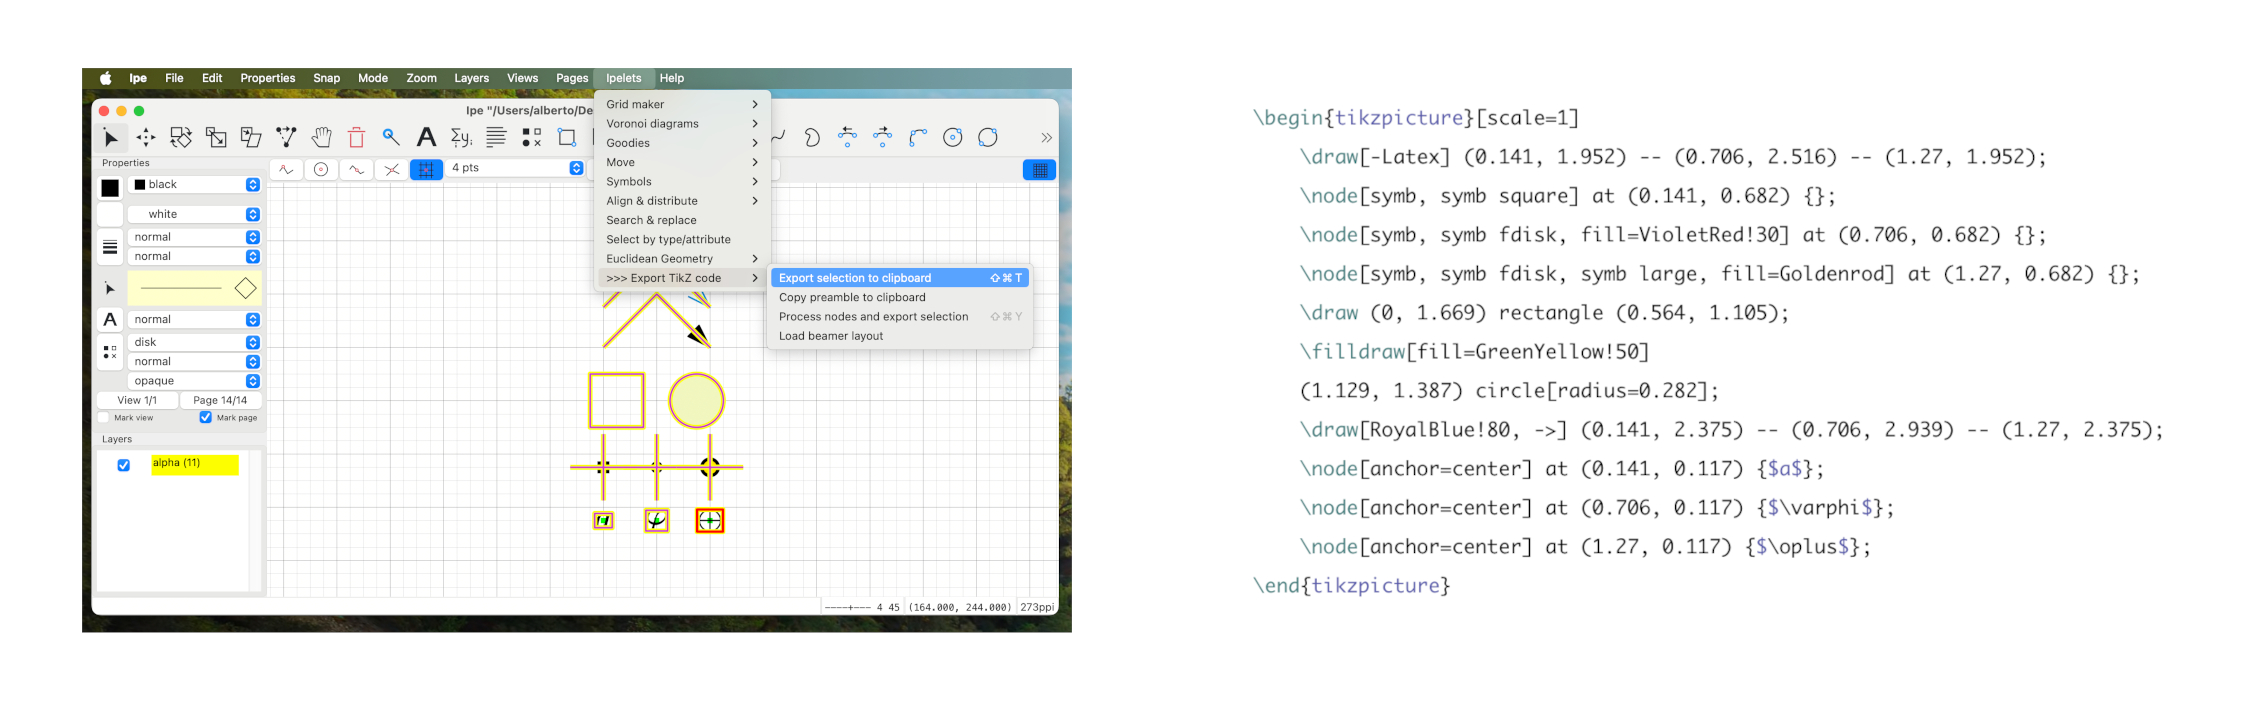 Ipe File Edit Properties Snap Mode Zoom Layers Views Pages Ipelets Help
Ipe "/Users/alberto/De
Grid maker
Voronoi diagrams
Goodies
Move
Symbols
Align & distribute
Search & replace
Select by type/attribute
Euclidean Geometry
>>> Export TikZ code
Export selection to clipboard ⇧⌘T
Copy preamble to clipboard
Process nodes and export selection ⇧⌘Y
Load beamer layout
4 pts
Properties
black
white
normal
normal
normal
disk
normal
opaque
View 1/1 Page 14/14
Mark view Mark page
Layers
alpha (11)
----+--- 4 45 (164.000, 244.000) 273ppi
\begin{tikzpicture}[scale=1]
\draw[-Latex] (0.141, 1.952) -- (0.706, 2.516) -- (1.27, 1.952);
\node[symb, symb square] at (0.141, 0.682) {};
\node[symb, symb fdisk, fill=VioletRed!30] at (0.706, 0.682) {};
\node[symb, symb fdisk, symb large, fill=Goldenrod] at (1.27, 0.682) {};
\draw (0, 1.669) rectangle (0.564, 1.105);
\filldraw[fill=GreenYellow!50]
(1.129, 1.387) circle[radius=0.282];
\draw[RoyalBlue!80, ->] (0.141, 2.375) -- (0.706, 2.939) -- (1.27, 2.375);
\node[anchor=center] at (0.141, 0.117) {$a$};
\node[anchor=center] at (0.706, 0.117) {$\varphi$};
\node[anchor=center] at (1.27, 0.117) {$\oplus$};
\end{tikzpicture}